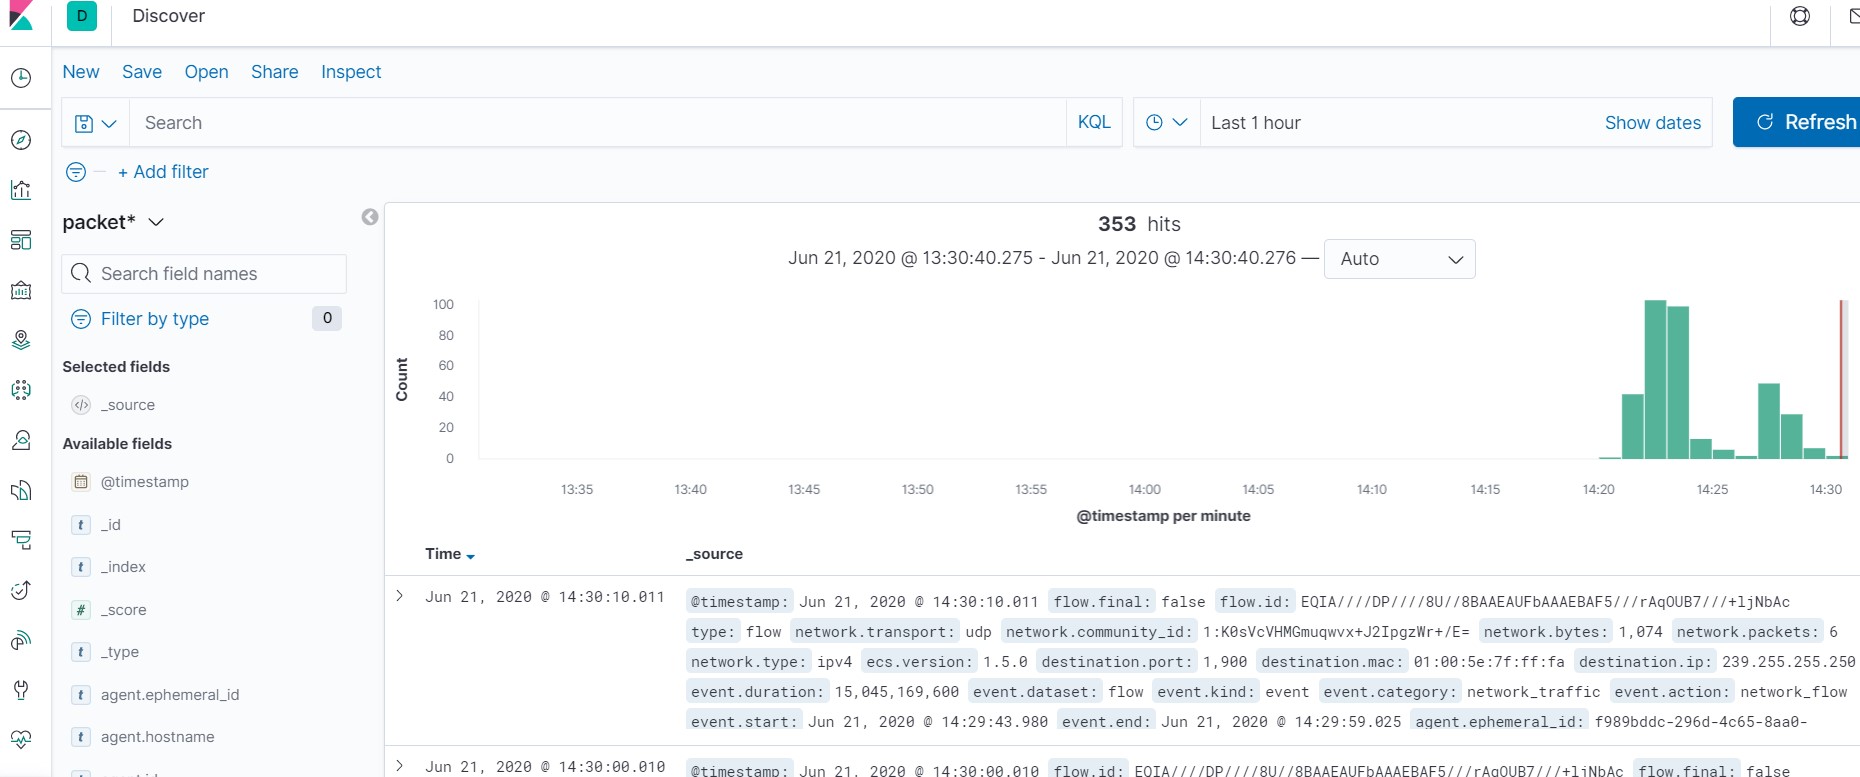 D Discover
New Save Open Share Inspect
Search KQL Last 1 hour Show dates Refresh
+ Add filter
packet*
Search field names
Filter by type 0
Selected fields
_source
Available fields
@timestamp
_id
_index
_score
_type
agent.ephemeral_id
agent.hostname
353 hits
Jun 21, 2020 @ 13:30:40.275 - Jun 21, 2020 @ 14:30:40.276 — Auto
Count
100
80
60
40
20
0
13:35 13:40 13:45 13:50 13:55 14:00 14:05 14:10 14:15 14:20 14:25 14:30
@timestamp per minute
Time _source
Jun 21, 2020 @ 14:30:10.011 @timestamp: Jun 21, 2020 @ 14:30:10.011 flow.final: false flow.id: EQIA////DP////8U//8BAAEAUFbAAAEBAF5///rAqOUB7///+ljNbAc
type: flow network.transport: udp network.community_id: 1:K0sVcVHMGmuqwvx+J2IpgzWr+/E= network.bytes: 1,074 network.packets: 6
network.type: ipv4 ecs.version: 1.5.0 destination.port: 1,900 destination.mac: 01:00:5e:7f:ff:fa destination.ip: 239.255.255.250
event.duration: 15,045,169,600 event.dataset: flow event.kind: event event.category: network_traffic event.action: network_flow
event.start: Jun 21, 2020 @ 14:29:43.980 event.end: Jun 21, 2020 @ 14:29:59.025 agent.ephemeral_id: f989bddc-296d-4c65-8aa0-
Jun 21, 2020 @ 14:30:00.010 @timestamp: Jun 21, 2020 @ 14:30:00.010 flow.id: EQIA////DP////8U//8BAAEAUFbAAAEBAF5///rAqOUB7///+ljNbAc flow.final: false